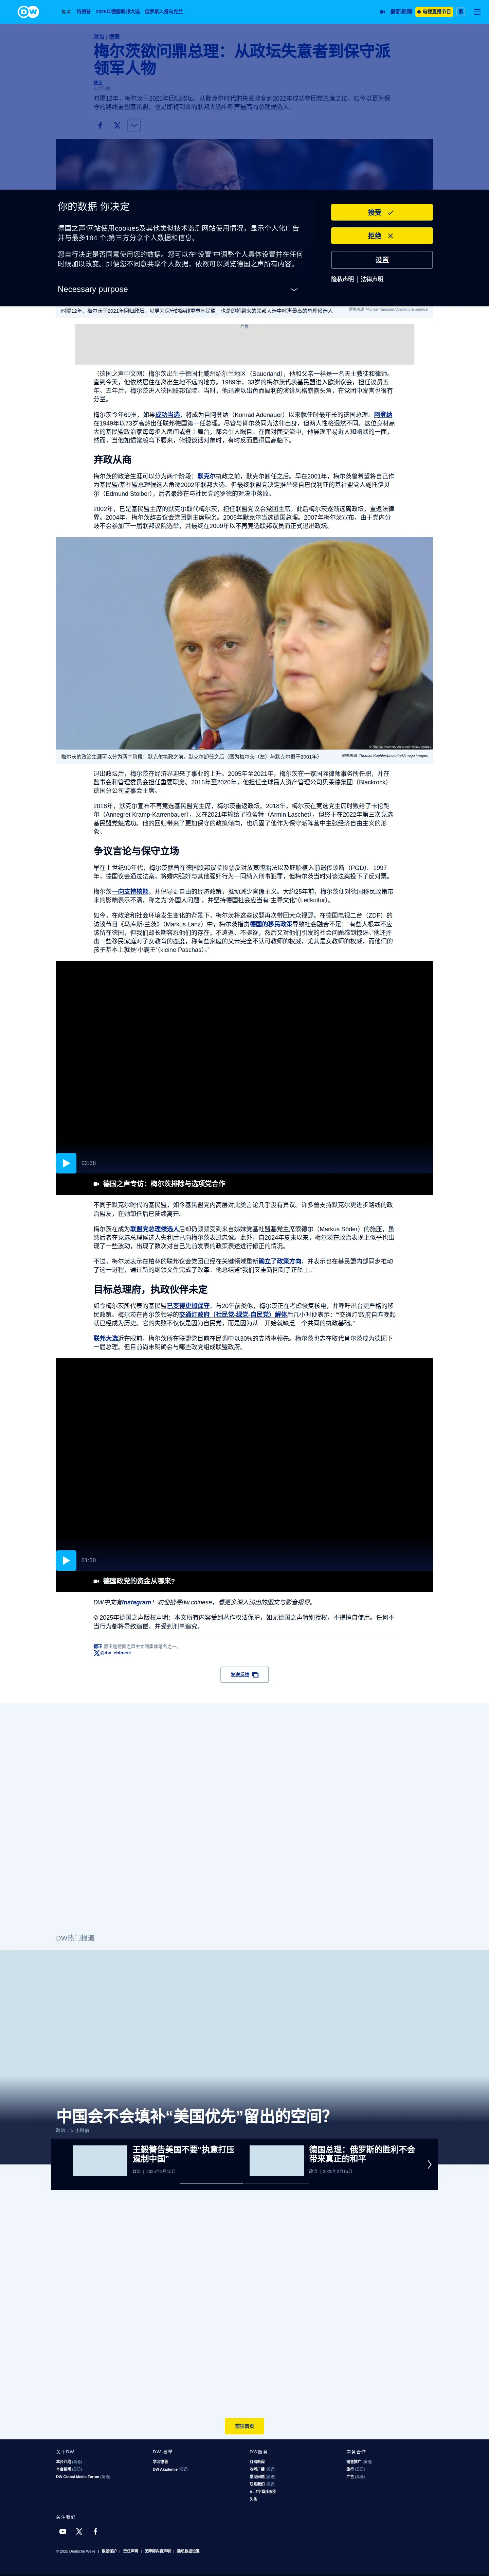 DW
焦点
特朗普
2025年德国联邦大选
俄罗斯入侵乌克兰
最新视频
电视直播节目
政治 | 德国
梅尔茨欲问鼎总理：从政坛失意者到保守派
领军人物
德正
时隔12年，梅尔茨于2021年回归政坛，从默克尔时代的失意政客到2022年成功夺回党主席之位，如今以更为保
守的路线重塑基民盟，也是即将到来的联邦大选中呼声最高的总理候选人。
你的数据 你决定
接受
德国之声'网站使用cookies及其他类似技术监测网站使用情况，显示个人化广告
并与最多184 个;第三方分享个人数据和信息。
拒绝
您自行决定是否同意使用您的数据。您可以在“设置”中调整个人具体设置并在任何
时候加以改变。即便您不同意共享个人数据，依然可以浏览德国之声所有内容。
设置
隐私声明 | 法律声明
Necessary purpose
时隔12年，梅尔茨于2021年回归政坛，以更为保守的路线重塑基民盟，也是即将到来的联邦大选中呼声最高的总理候选人
广告
（德国之声中文网）梅尔茨出生于德国北威州绍尔兰地区（Sauerland），他和父亲一样是一名天主教徒和律师。
直到今天，他依然居住在离出生地不远的地方。1989年，33岁的梅尔茨代表基民盟进入欧洲议会，担任议员五
年。五年后，梅尔茨进入德国联邦议院。当时，他迅速以出色而犀利的演讲风格崭露头角，在党团中发言也很有
分量。
梅尔茨今年69岁，如果成功当选，将成为自阿登纳（Konrad Adenauer）以来就任时最年长的德国总理。阿登纳
在1949年以73岁高龄出任联邦德国第一任总理。尽管与肖尔茨同为法律出身，但两人性格迥然不同。这位身材高
大的基民盟政治家每每步入房间或登上舞台，都会引人瞩目。在面对面交流中，他展现平易近人和幽默的一面，
然而，当他如惯常般弯下腰来，俯视谈话对象时，有时反而显得居高临下。
弃政从商
梅尔茨的政治生涯可以分为两个阶段：默克尔执政之前，默克尔卸任之后。早在2001年，梅尔茨曾希望将自己作
为基民盟/基社盟总理候选人角逐2002年联邦大选。但最终联盟党决定推举来自巴伐利亚的基社盟党人施托伊贝
尔（Edmund Stoiber），后者最终在与社民党施罗德的对决中落败。
2002年，已是基民盟主席的默克尔取代梅尔茨，担任联盟党议会党团主席。此后梅尔茨逐渐远离政坛，重返法律
界。2004年，梅尔茨辞去议会党团副主席职务。2005年默克尔当选德国总理。2007年梅尔茨宣布，由于党内分
歧不会参加下一届联邦议院选举，并最终在2009年以不再竞选联邦议员而正式退出政坛。
梅尔茨的政治生涯可以分为两个阶段：默克尔执政之前，默克尔卸任之后（图为梅尔茨（左）与默克尔摄于2001年）
图像来源: Thomas Koehler/photothek/imago images
退出政坛后，梅尔茨在经济界迎来了事业的上升。2005年至2021年，梅尔茨在一家国际律师事务所任职，并在
监事会和管理委员会担任重要职务。2016年至2020年，他担任全球最大资产管理公司贝莱德集团（Backrock）
德国分公司监事会主席。
2018年，默克尔宣布不再竞选基民盟党主席，梅尔茨重返政坛。2018年，梅尔茨在竞选党主席时败给了卡伦鲍
尔（Annegret Kramp-Karrenbauer），又在2021年输给了拉舍特（Armin Laschet），但终于在2022年第三次竞
选基民盟党魁成功。他的回归带来了更加保守的政策倾向，也巩固了他作为保守派阵营中主张经济自由主义的形
象。
争议言论与保守立场
早在上世纪90年代，梅尔茨就曾在德国联邦议院投票反对放宽堕胎法以及胚胎植入前遗传诊断（PGD）。1997
年，德国议会通过法案，将婚内强奸与其他强奸行为一同纳入刑事犯罪，但梅尔茨当时对该法案投下了反对票。
梅尔茨一向支持核能，并倡导更自由的经济政策，推动减少官僚主义。大约25年前，梅尔茨便对德国移民政策带
来的影响表示不满，称之为“外国人问题”，并坚持德国社会应当有“主导文化”（Leitkultur）。
如今，在政治和社会环境发生变化的背景下，梅尔茨将这些议题再次带回大众视野。在德国电视二台（ZDF）的
访谈节目《马库斯·兰茨》（Markus Lanz）中，梅尔茨指责德国的移民政策导致社会融合不足：“有些人根本不应
该留在德国，但我们却长期容忍他们的存在，不遣返、不驱逐，然后又对他们引发的社会问题感到惊讶。”他还抨
击一些移民家庭对子女教育的态度，称有些家庭的父亲完全不认可教师的权威，尤其是女教师的权威，而他们的
孩子基本上就是‘小霸王’（kleine Paschas）。”
02:38
德国之声专访：梅尔茨排除与选项党合作
不同于默克尔时代的基民盟，如今基民盟党内高层对此类言论几乎没有异议。许多曾支持默克尔更进步路线的政
治盟友，在她卸任后已陆续离开。
梅尔茨在成为联盟党总理候选人后却仍频频受到来自姊妹党基社盟基党主席索德尔（Markus Söder）的施压，虽
然后者在竞选总理候选人失利后已向梅尔茨表过忠诚。此外，自2024年夏末以来，梅尔茨在政治表现上似乎也出
现了一些波动，出现了数次对自己先前发表的政策表述进行修正的情况。
不过，梅尔茨表示在柏林的联邦议会党团已经在关键领域重新确立了政策方向，并表示也在基民盟内部同步推动
了这一进程，通过新的纲领文件完成了改革。他总结道“我们又重新回到了正轨上。”
目标总理府，执政伙伴未定
如今梅尔茨所代表的基民盟已变得更加保守。与20年前类似，梅尔茨正在考虑恢复核电，并呼吁出台更严格的移
民政策。梅尔茨在肖尔茨领导的交通灯政府（社民党-绿党-自民党）解体后几小时便表示：“‘交通灯’政府自昨晚起
就已经成为历史。它的失败不仅仅是因为自民党，而是因为从一开始就缺乏一个共同的执政基础。”
联邦大选近在眼前，梅尔茨所在联盟党目前在民调中以30%的支持率领先。梅尔茨也志在取代肖尔茨成为德国下
一届总理。但目前尚未明确会与哪些政党组成联盟政府。
01:30
德国政党的资金从哪来?
DW中文有Instagram！欢迎搜寻dw.chinese，看更多深入浅出的图文与影音报导。
© 2025年德国之声版权声明：本文所有内容受到著作权法保护，如无德国之声特别授权，不得擅自使用。任何不
当行为都将导致追偿，并受到刑事追究。
德正 德正是德国之声中文网集体笔名之一。
@dw_chinese
发送反馈
DW热门报道
中国会不会填补“美国优先”留出的空间？
政治 | 3 小时前
王毅警告美国不要“执意打压
遏制中国”
政治 | 2025年2月15日
德国总理：俄罗斯的胜利不会
带来真正的和平
政治 | 2025年2月15日
前往首页
关于DW
本台介绍 (英语)
本台新闻 (英语)
DW Global Media Forum (英语)
DW 教学
学习德语
DW Akademie (英语)
DW服务
订阅新闻
收听广播 (英语)
常见问题 (英语)
联系我们 (英语)
A - Z字母序索引
头条
商务合作
销售推广 (英语)
旅行 (英语)
广告 (英语)
关注我们
© 2025 Deutsche Welle | 数据保护 | 责任声明 | 无障碍内容声明 | 隐私数据设置